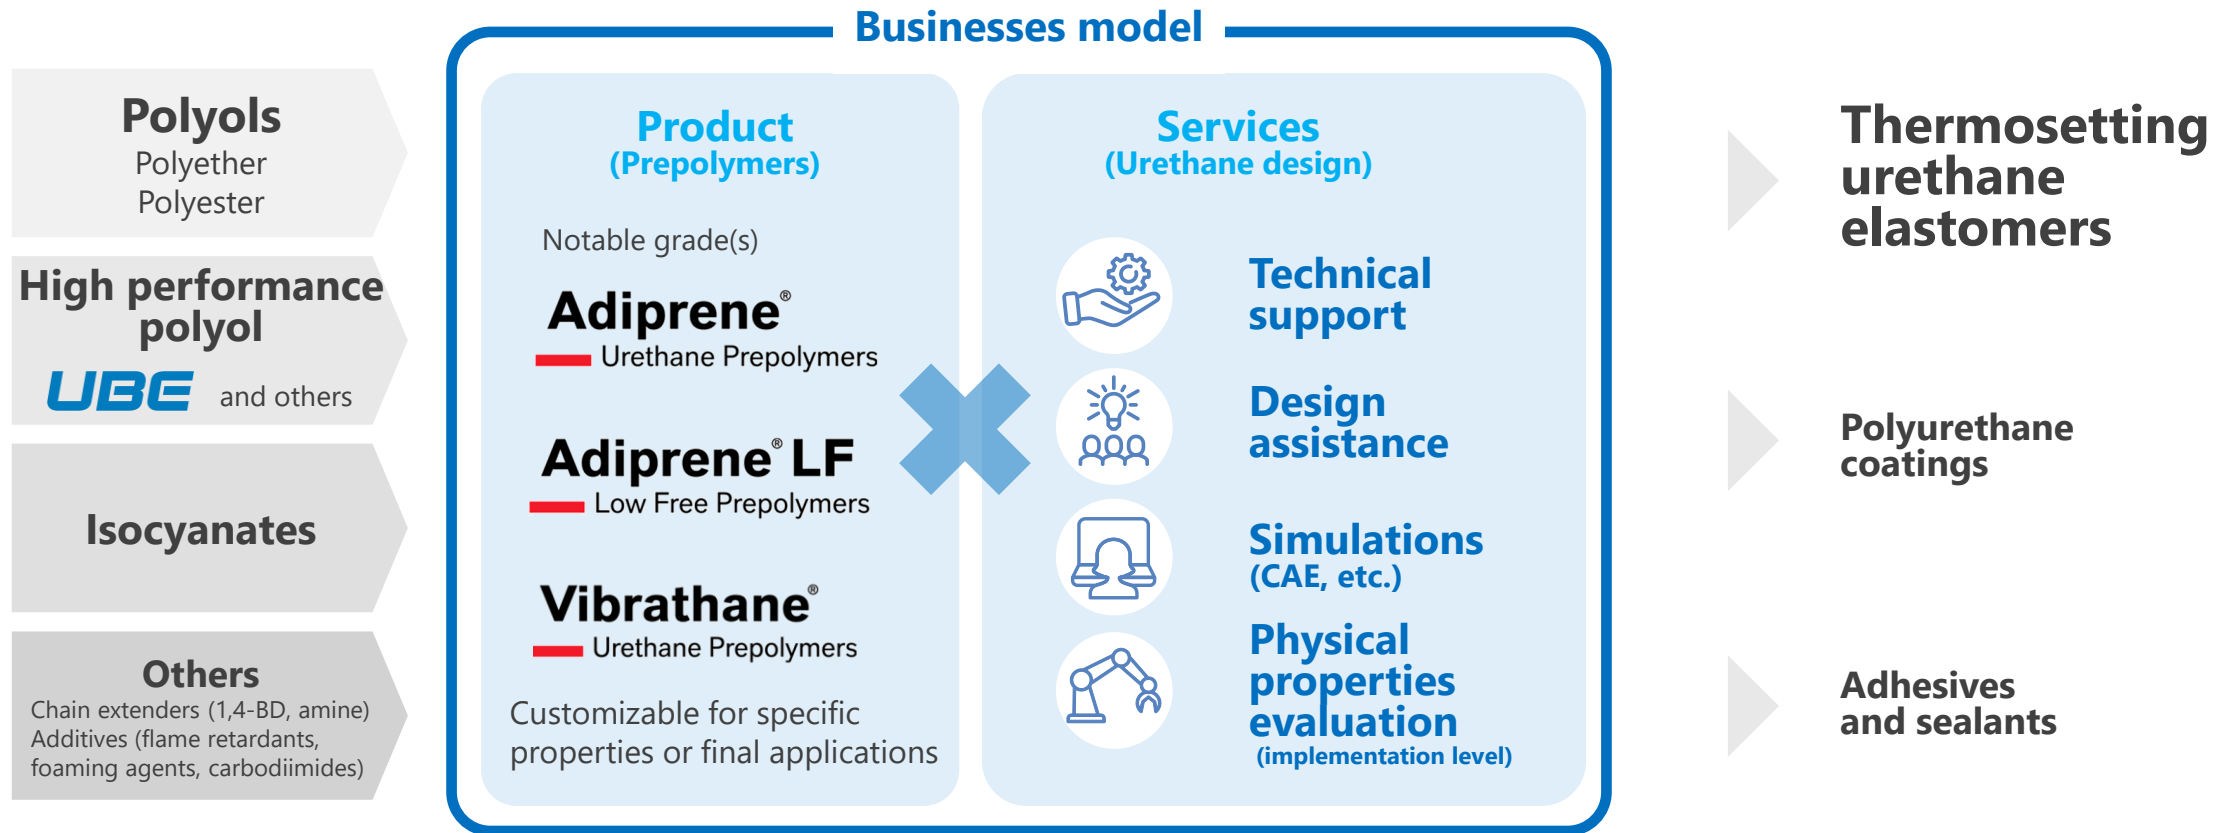 Businesses model
Polyols
Polyether
Polyester
High performance
polyol
UBE and others
Isocyanates
Others
Chain extenders (1,4-BD, amine)
Additives (flame retardants,
foaming agents, carbodiimides)
Product
(Prepolymers)
Notable grade(s)
Adiprene®
Urethane Prepolymers
Adiprene® LF
Low Free Prepolymers
Vibrathane®
Urethane Prepolymers
Customizable for specific
properties or final applications
Services
(Urethane design)
Technical
support
Design
assistance
Simulations
(CAE, etc.)
Physical
properties
evaluation
(implementation level)
Thermosetting
urethane
elastomers
Polyurethane
coatings
Adhesives
and sealants